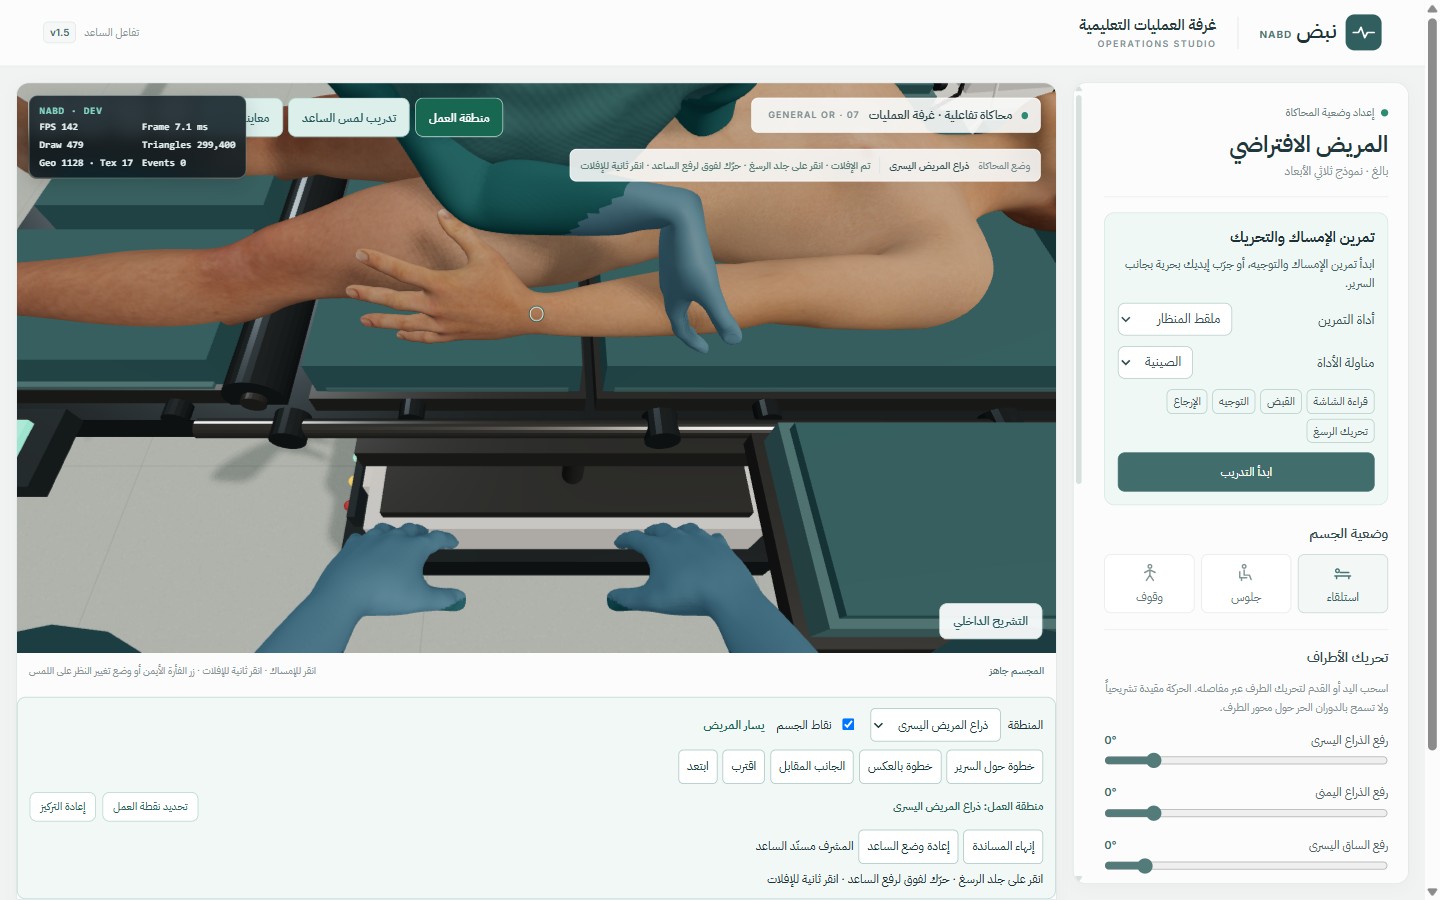 نبض NABD
غرفة العمليات التعليمية
OPERATIONS STUDIO
تفاعل الساعد v1.5
إعداد وضعية المحاكاة
المريض الافتراضي
بالغ · نموذج ثلاثي الأبعاد
تمرين الإمساك والتحريك
ابدأ تمرين الإمساك والتوجيه، أو جرّب إيديك بحرية بجانب
السرير.
أداة التمرين ملقط المنظار
مناولة الأداة الصينية
قراءة الشاشة القبض التوجيه الإرجاع
تحريك الرسغ
ابدأ التدريب
وضعية الجسم
استلقاء جلوس وقوف
تحريك الأطراف
اسحب اليد أو القدم لتحريك الطرف عبر مفاصله. الحركة مقيدة تشريحياً
ولا تسمح بالدوران الحر حول محور الطرف.
رفع الذراع اليسرى 0°
رفع الذراع اليمنى 0°
رفع الساق اليسرى 0°
محاكاة تفاعلية · غرفة العمليات GENERAL OR · 07
منطقة العمل تدريب لمس الساعد
NABD · DEV
FPS 142 Frame 7.1 ms
Draw 479 Triangles 299,400
Geo 1128 · Tex 17 Events 0
وضع المحاكاة ذراع المريض اليسرى تم الإفلات · انقر على جلد الرسغ · حرّك لفوق لرفع الساعد · انقر ثانية للإفلات
التشريح الداخلي
المجسم جاهز
انقر للإمساك · انقر ثانية للإفلات · زر الفأرة الأيمن أو وضع تغيير النظر على اللمس
المنطقة ذراع المريض اليسرى نقاط الجسم يسار المريض
خطوة حول السرير خطوة بالعكس الجانب المقابل اقترب ابتعد
منطقة العمل: ذراع المريض اليسرى تحديد نقطة العمل إعادة التركيز
إنهاء المساندة إعادة وضع الساعد المشرف مسنّد الساعد
انقر على جلد الرسغ · حرّك لفوق لرفع الساعد · انقر ثانية للإفلات